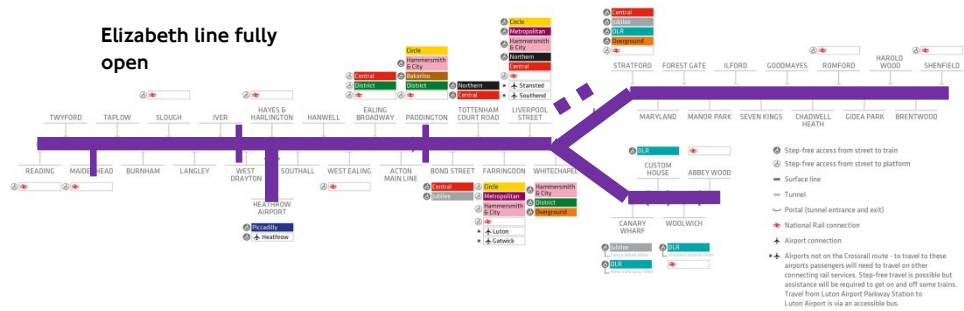 Elizabeth line fully
open
Circle
Hammersmith
& City
Central
Bakerloo
District
District
Northern
Central
Circle
Metropolitan
Hammersmith
& City
Northern
Central
Stansted
Southend
Central
Jubilee
DLR
Overground
TWYFORD
TAPLOW
SLOUGH
IVER
HAYES &
HARLINGTON
HANWELL
EALING
BROADWAY
PADDINGTON
TOTTENHAM
COURT ROAD
LIVERPOOL
STREET
STRATFORD
FOREST GATE
ILFORD
GOODMAYES
ROMFORD
HAROLD
WOOD
SHENFIELD
MARYLAND
MANOR PARK
SEVEN KINGS
CHADWELL
HEATH
GIDEA PARK
BRENTWOOD
READING
MAIDENHEAD
BURNHAM
LANGLEY
WEST
DRAYTON
SOUTHALL
WEST EALING
ACTON
MAIN LINE
BOND STREET
FARRINGDON
WHITECHAPEL
HEATHROW
AIRPORT
Piccadilly
Heathrow
Central
Jubilee
Circle
Metropolitan
Hammersmith
& City
Luton
Gatwick
Hammersmith
& City
District
Overground
DLR
CUSTOM
HOUSE
ABBEY WOOD
CANARY
WHARF
WOOLWICH
Jubilee
DLR
DLR
Step-free access from street to train
Step-free access from street to platform
Surface line
Tunnel
Portal (tunnel entrance and exit)
National Rail connection
Airport connection
Airports not on the Crossrail route - to travel to these
airports passengers will need to travel on other
connecting rail services. Step-free travel is possible but
assistance will be required to get on and off some trains.
Travel from Luton Airport Parkway Station to
Luton Airport is via an accessible bus.